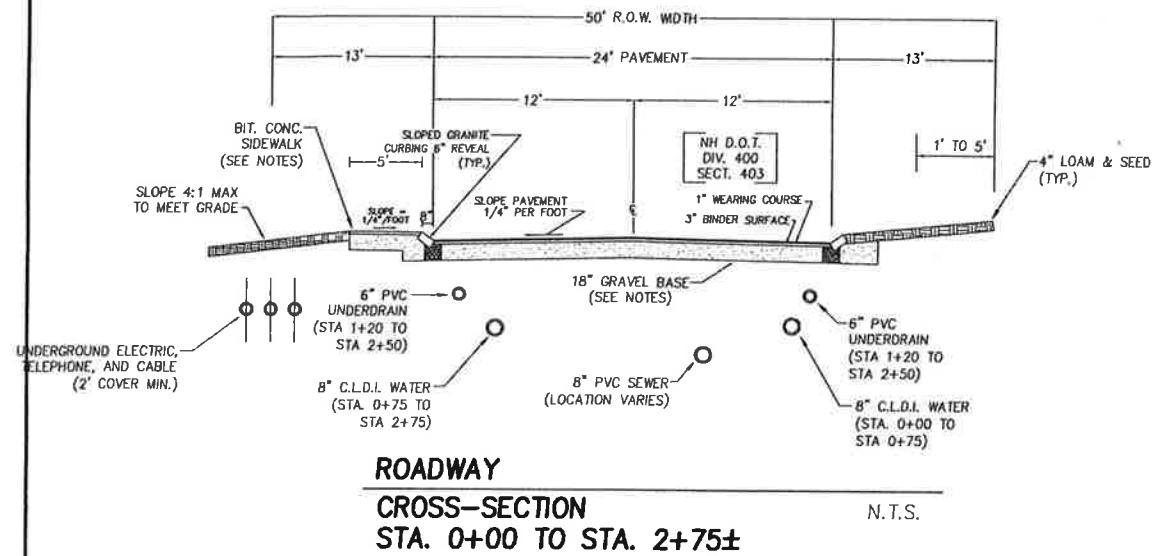 50' R.O.W. WIDTH
13'
24' PAVEMENT
13'
12'
12'
BIT. CONC.
SIDEWALK
(SEE NOTES)
5'
SLOPED GRANITE
CURBING 6" REVEAL
(TYP.)
NH D.O.T.
DIV. 400
SECT. 403
1' TO 5'
4" LOAM & SEED
(TYP.)
SLOPE 4:1 MAX
TO MEET GRADE
SLOPE =
1/4"/FOOT
8"
SLOPE PAVEMENT
1/4" PER FOOT
℄
1" WEARING COURSE
3" BINDER SURFACE
18" GRAVEL BASE
(SEE NOTES)
6" PVC
UNDERDRAIN
(STA 1+20 TO
STA 2+50)
6" PVC
UNDERDRAIN
(STA 1+20 TO
STA 2+50)
UNDERGROUND ELECTRIC,
TELEPHONE, AND CABLE
(2' COVER MIN.)
8" C.L.D.I. WATER
(STA. 0+75 TO
STA 2+75)
8" PVC SEWER
(LOCATION VARIES)
8" C.L.D.I. WATER
(STA. 0+00 TO
STA 0+75)
ROADWAY
CROSS-SECTION
N.T.S.
STA. 0+00 TO STA. 2+75±